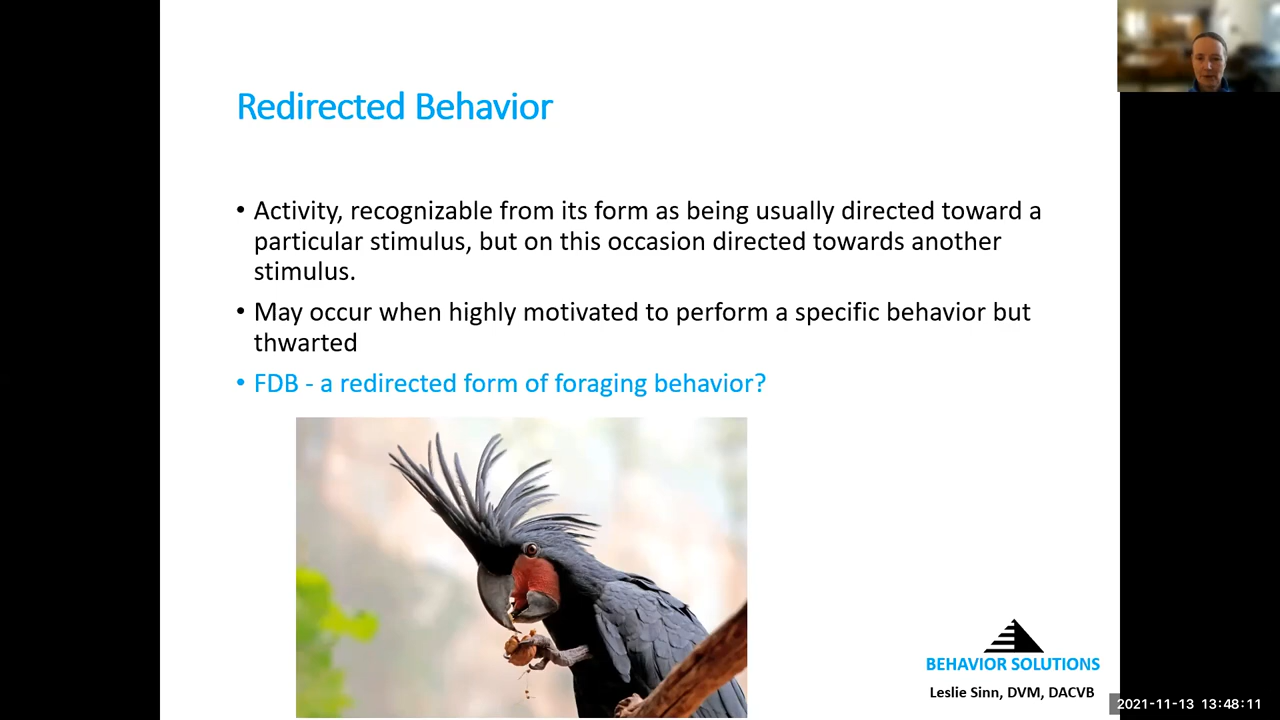 Redirected Behavior
• Activity, recognizable from its form as being usually directed toward a
particular stimulus, but on this occasion directed towards another
stimulus.
• May occur when highly motivated to perform a specific behavior but
thwarted
• FDB - a redirected form of foraging behavior?
BEHAVIOR SOLUTIONS
Leslie Sinn, DVM, DACVB
2021-11-13 13:48:11